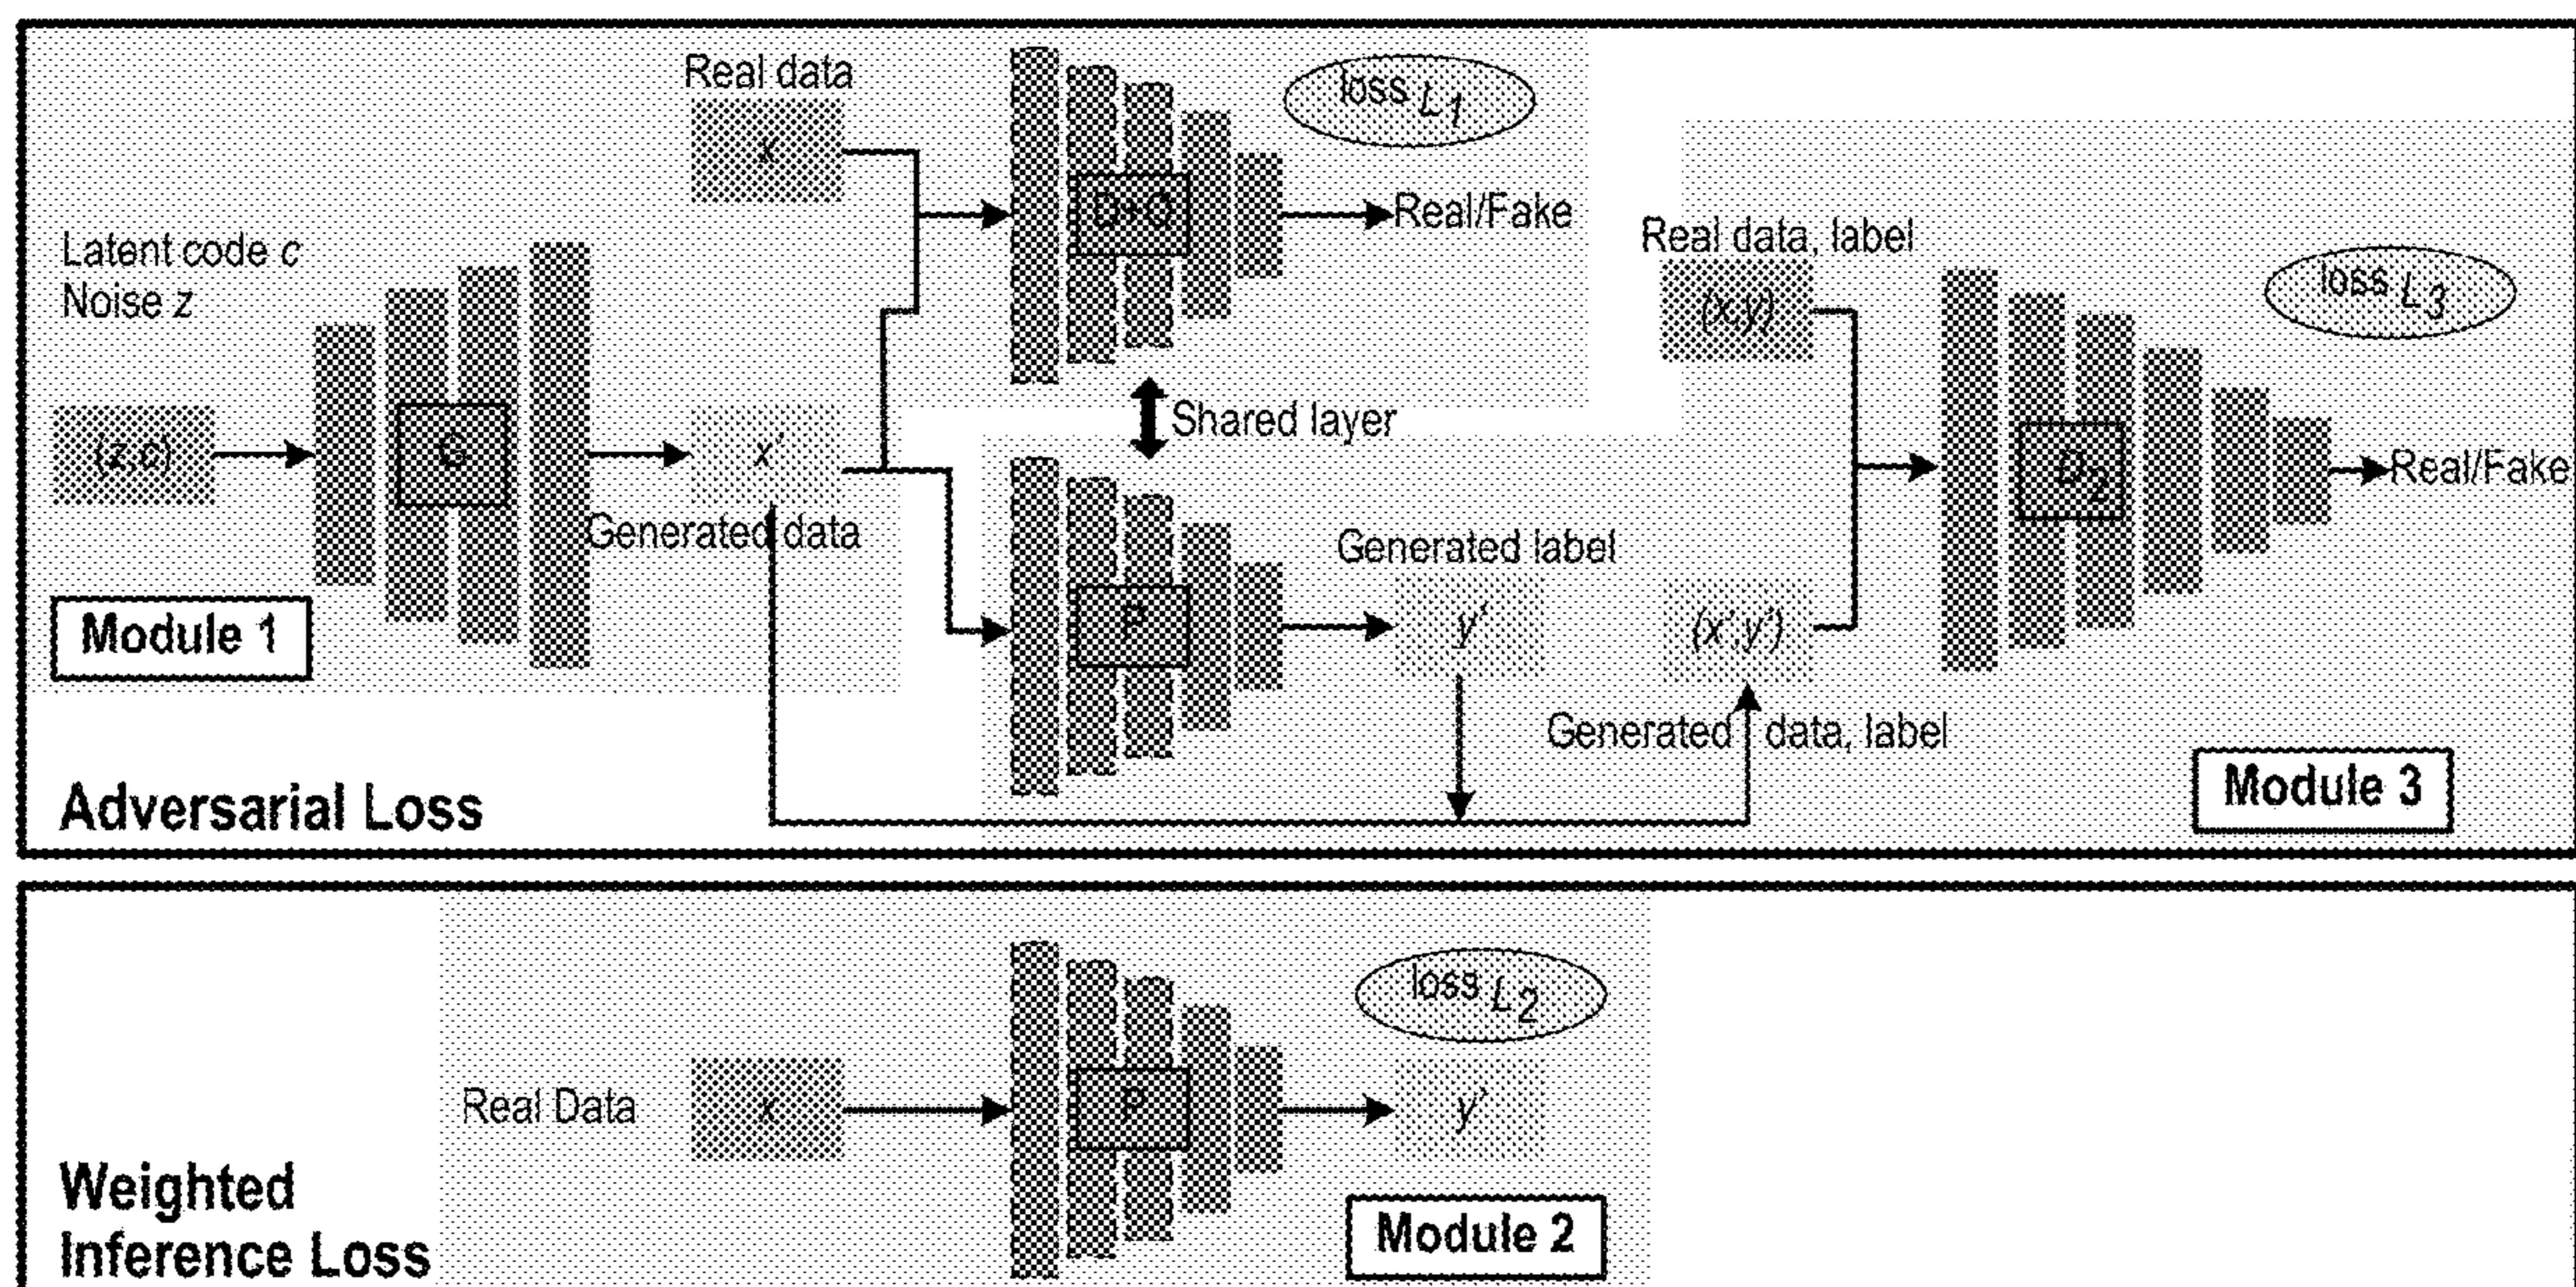 Real data
x
loss L1
D+Q
Real/Fake
Latent code c
Noise z
(z,c)
G
x'
Generated data
Module 1
Shared layer
P
Generated label
y'
Real data, label
(x,y)
loss L3
D2
Real/Fake
(x',y')
Generated data, label
Module 3
Adversarial Loss
Real Data
x
P
loss L2
y'
Module 2
Weighted
Inference Loss